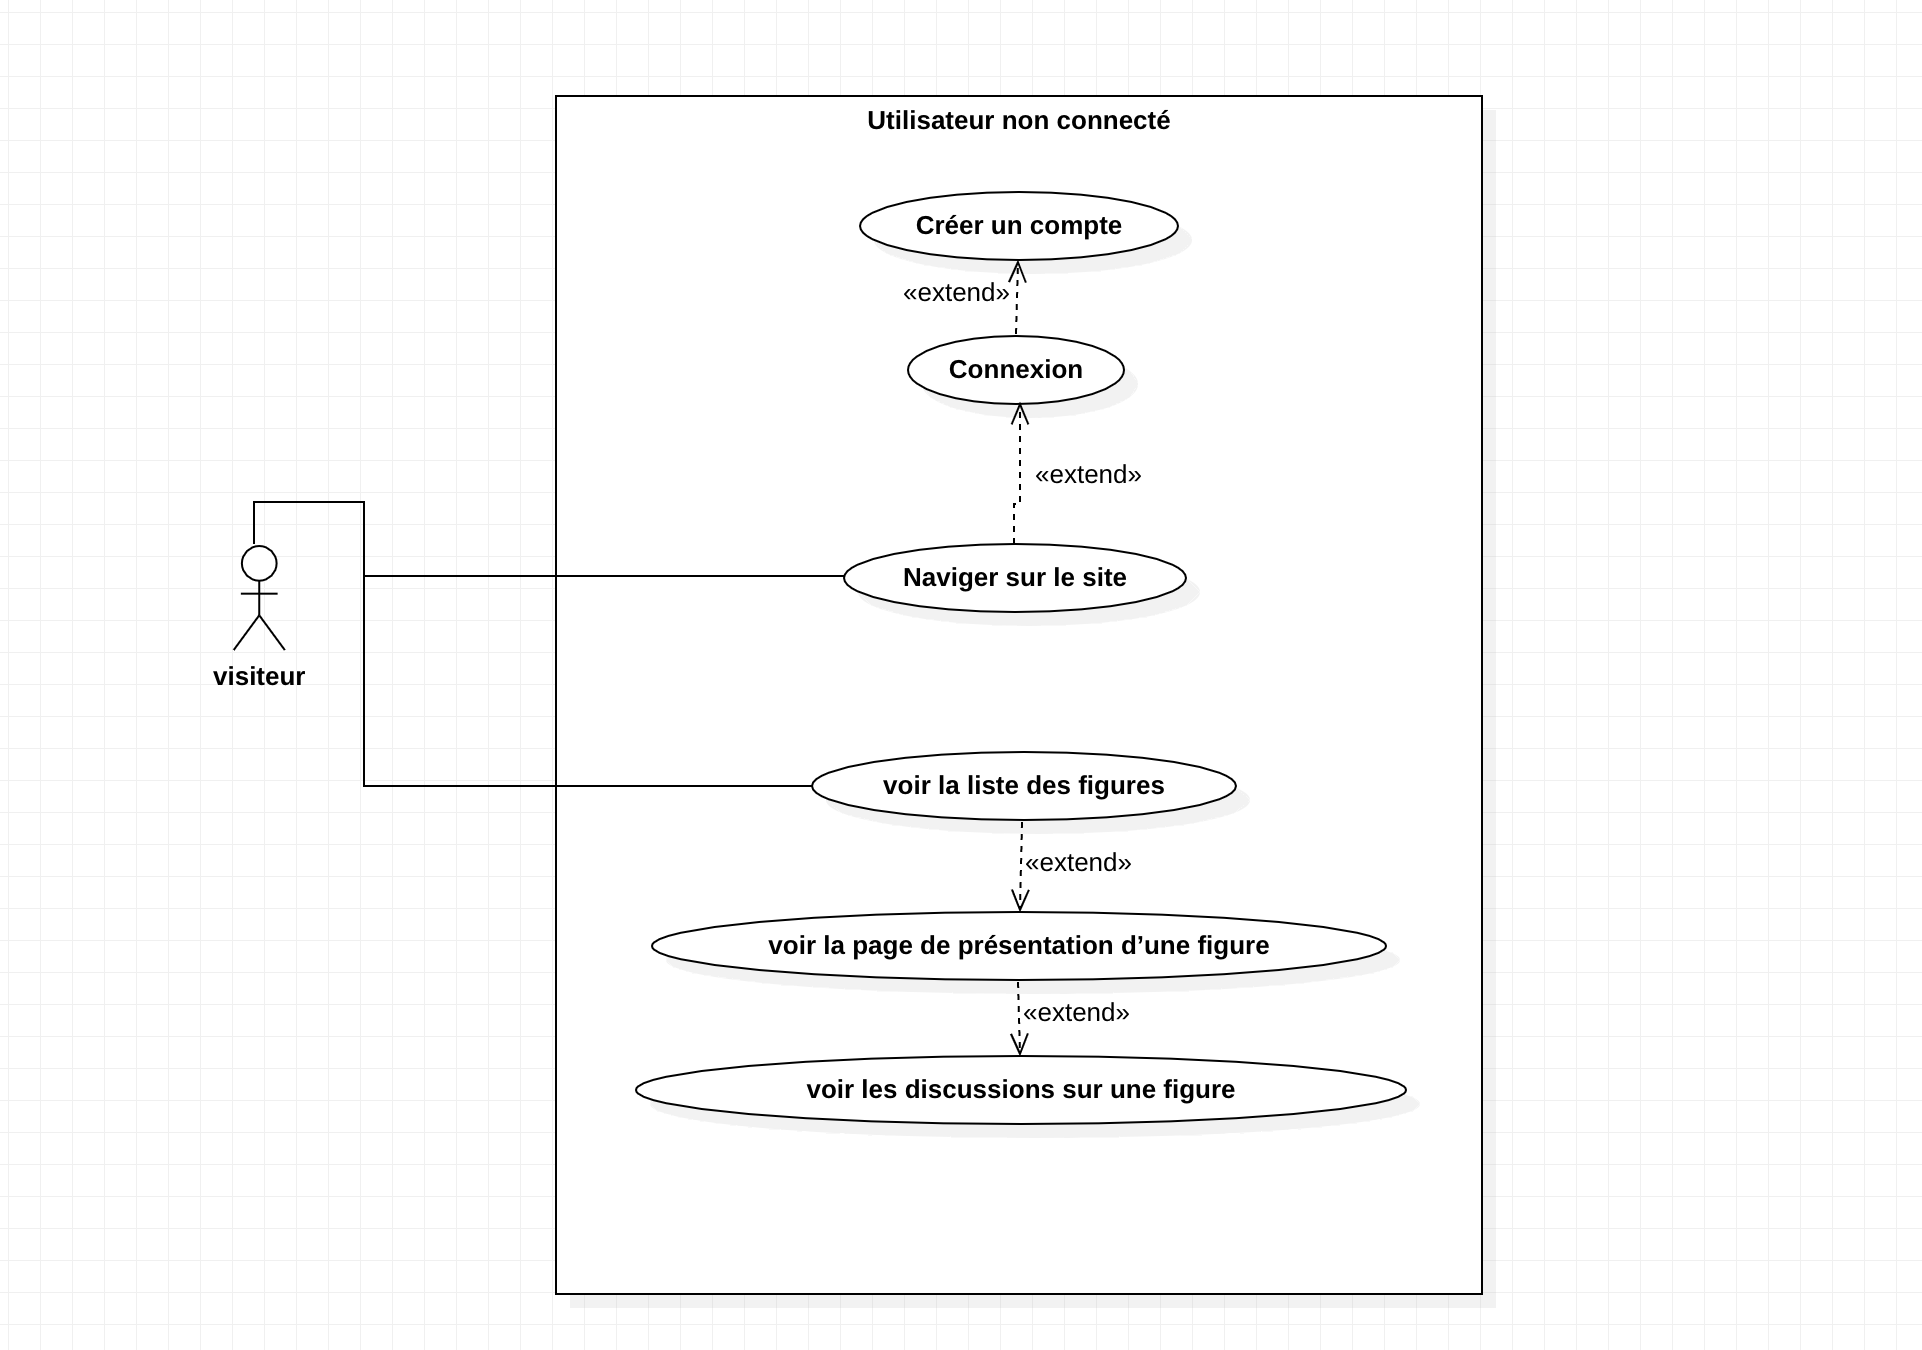 Utilisateur non connecté
Créer un compte
«extend»
Connexion
«extend»
Naviger sur le site
visiteur
voir la liste des figures
«extend»
voir la page de présentation d’une figure
«extend»
voir les discussions sur une figure